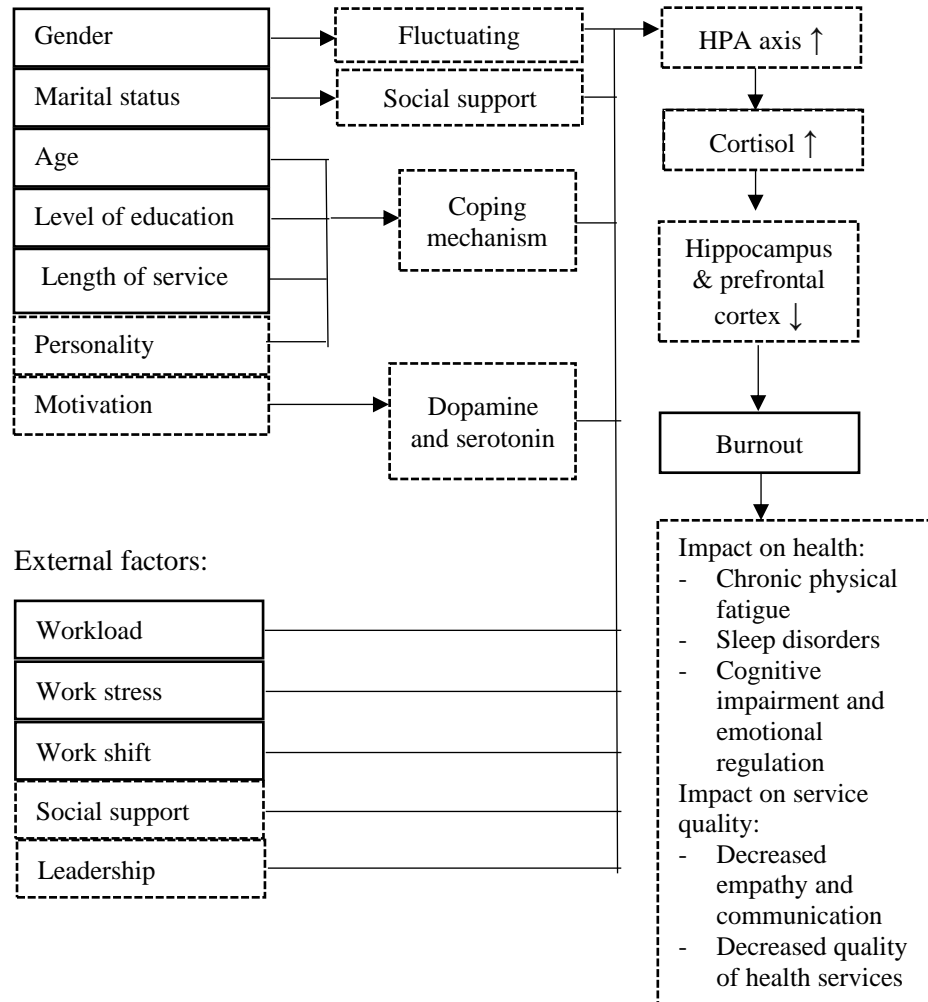 Gender
Fluctuating
HPA axis ↑
Marital status
Social support
Cortisol ↑
Age
Level of education
Coping
mechanism
Hippocampus
& prefrontal
cortex ↓
Length of service
Personality
Motivation
Dopamine
and serotonin
Burnout
External factors:
Workload
Work stress
Work shift
Social support
Leadership
Impact on health:
- Chronic physical
fatigue
- Sleep disorders
- Cognitive
impairment and
emotional
regulation
Impact on service
quality:
- Decreased
empathy and
communication
- Decreased quality
of health services